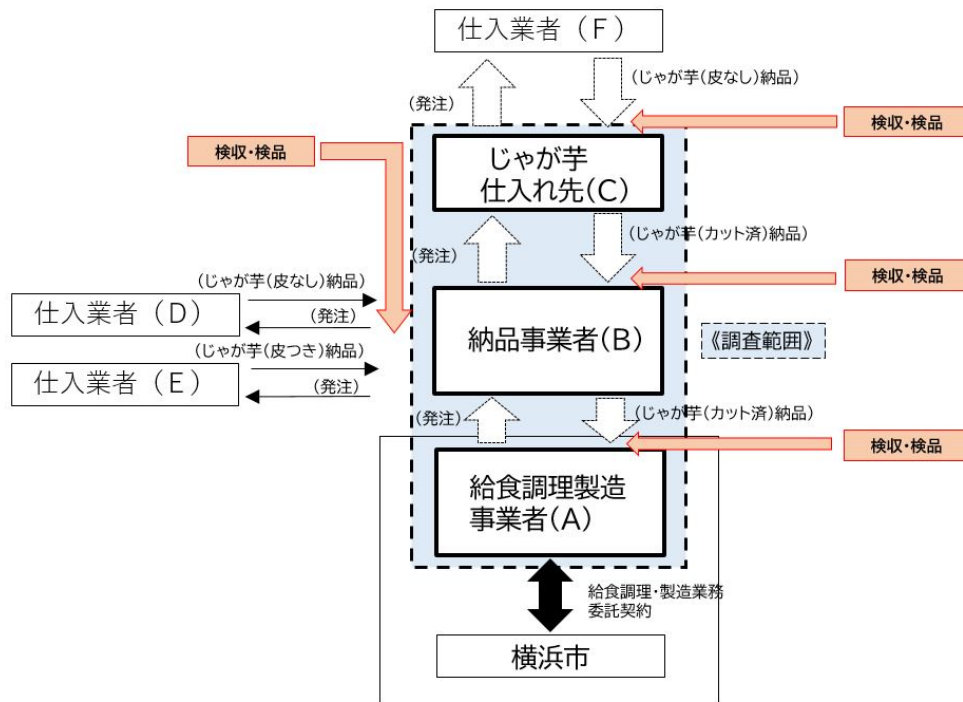 仕入業者(F)
(発注)
(じゃが芋(皮なし)納品)
検収・検品
検収・検品
じゃが芋
仕入れ先(C)
(発注)
(じゃが芋(カット済)納品)
検収・検品
(じゃが芋(皮なし)納品)
仕入業者(D)
(発注)
納品事業者(B)
《調査範囲》
(じゃが芋(皮つき)納品)
仕入業者(E)
(発注)
(発注)
(じゃが芋(カット済)納品)
検収・検品
給食調理製造
事業者(A)
給食調理・製造業務
委託契約
横浜市